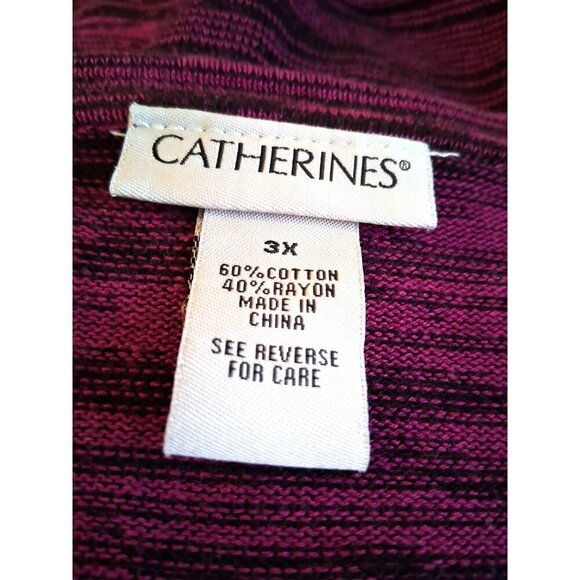 CATHERINES®
3X
60%COTTON
40%RAYON
MADE IN
CHINA
SEE REVERSE
FOR CARE